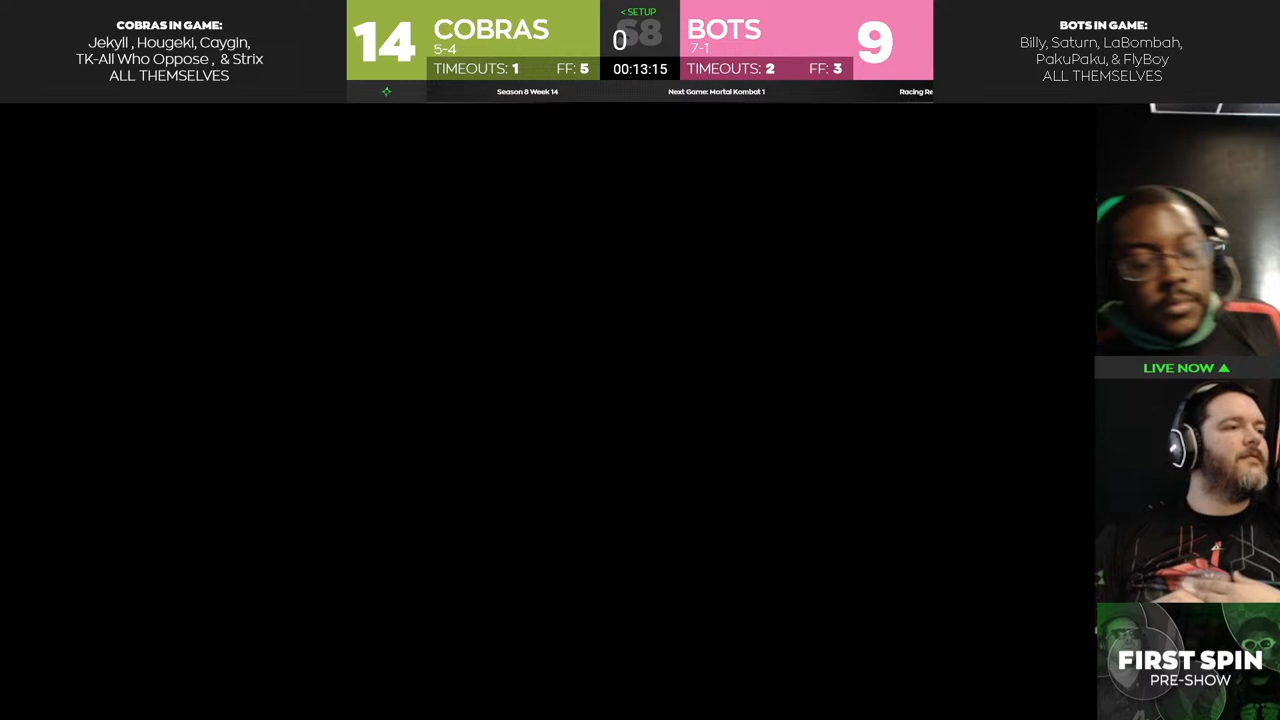 COBRAS IN GAME:
Jekyll , Hougeki, Caygin,
TK-All Who Oppose , & Strix
ALL THEMSELVES
14
COBRAS
5-4
TIMEOUTS: 1 FF: 5
< SETUP
S8
0
00:13:15
BOTS
7-1
TIMEOUTS: 2 FF: 3
9
Season 8 Week 14
Next Game: Mortal Kombat 1
Racing Re
BOTS IN GAME:
Billy, Saturn, LaBombah,
PakuPaku, & FlyBoy
ALL THEMSELVES
LIVE NOW ▲
FIRST SPIN
PRE-SHOW